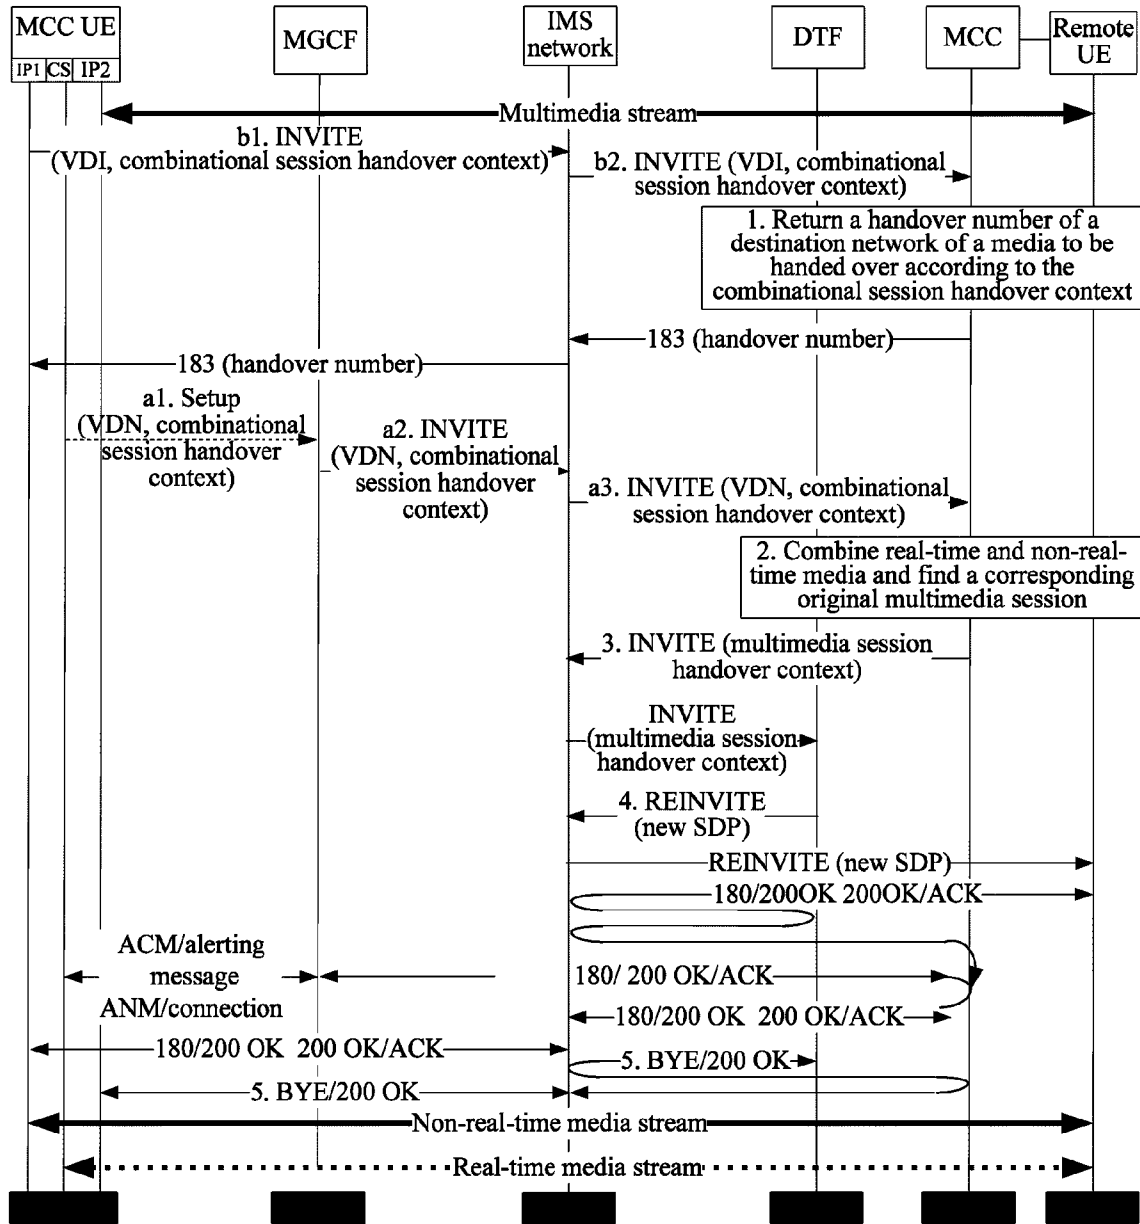 MCC UE
IP1 CS IP2
MGCF
IMS
network
DTF
MCC
Remote
UE
Multimedia stream
b1. INVITE
(VDI, combinational session handover context)
b2. INVITE (VDI, combinational
session handover context)
1. Return a handover number of a
destination network of a media to be
handed over according to the
combinational session handover context
183 (handover number)
183 (handover number)
a1. Setup
(VDN, combinational
session handover
context)
a2. INVITE
(VDN, combinational
session handover
context)
a3. INVITE (VDN, combinational
session handover context)
2. Combine real-time and non-real-
time media and find a corresponding
original multimedia session
3. INVITE (multimedia session
handover context)
INVITE
(multimedia session
handover context)
4. REINVITE
(new SDP)
REINVITE (new SDP)
180/200OK 200OK/ACK
ACM/alerting
message
ANM/connection
180/ 200 OK/ACK
180/200 OK 200 OK/ACK
180/200 OK 200 OK/ACK
5. BYE/200 OK
5. BYE/200 OK
Non-real-time media stream
Real-time media stream